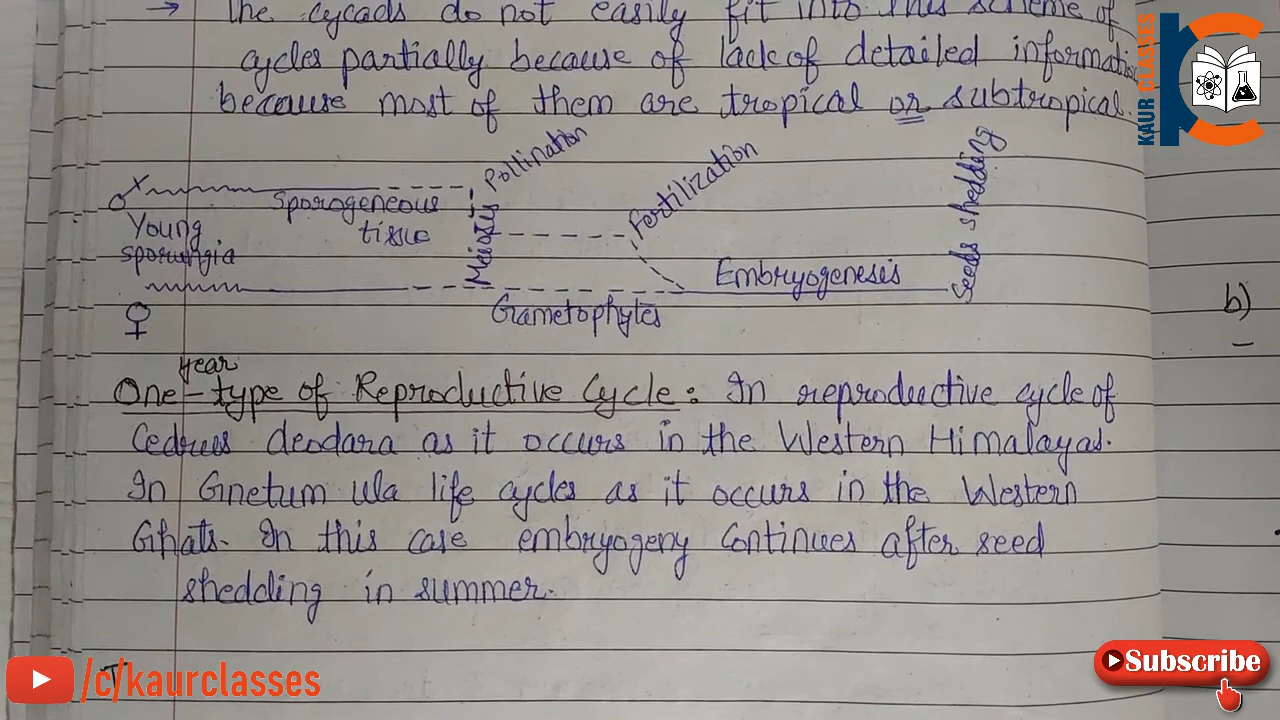 → The cycads do not easily fit into this scheme of
cycles partially because of lack of detailed informatio
because most of them are tropical or subtropical.
KAUR CLASSES
Pollination
Fertilization
Seeds shedding
Sporogeneous
tissue
Meiosis
Young
sporungia
Embryogenesis
Gametophytes
b)
year
One-type of Reproductive Cycle: In reproductive cycle of
Cedrus deodara as it occurs in the Western Himalayas.
In Gnetum ula life cycles as it occurs in the Western
Ghats. In this case embryogeny continues after seed
shedding in summer.
/c/kaurclasses
Subscribe